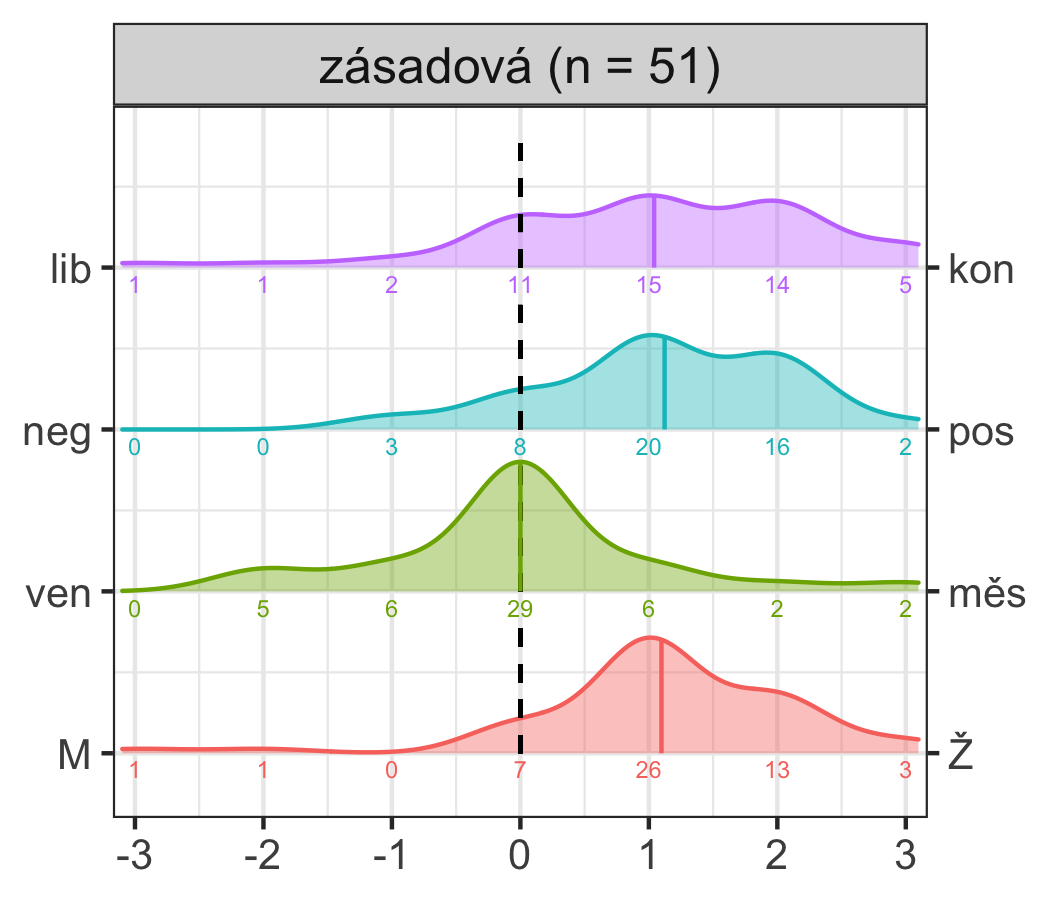 zásadová (n = 51)
lib kon
1 1 2 11 15 14 5
neg pos
0 0 3 8 20 16 2
ven měs
0 5 6 29 6 2 2
M Ž
1 1 0 7 26 13 3
-3 -2 -1 0 1 2 3